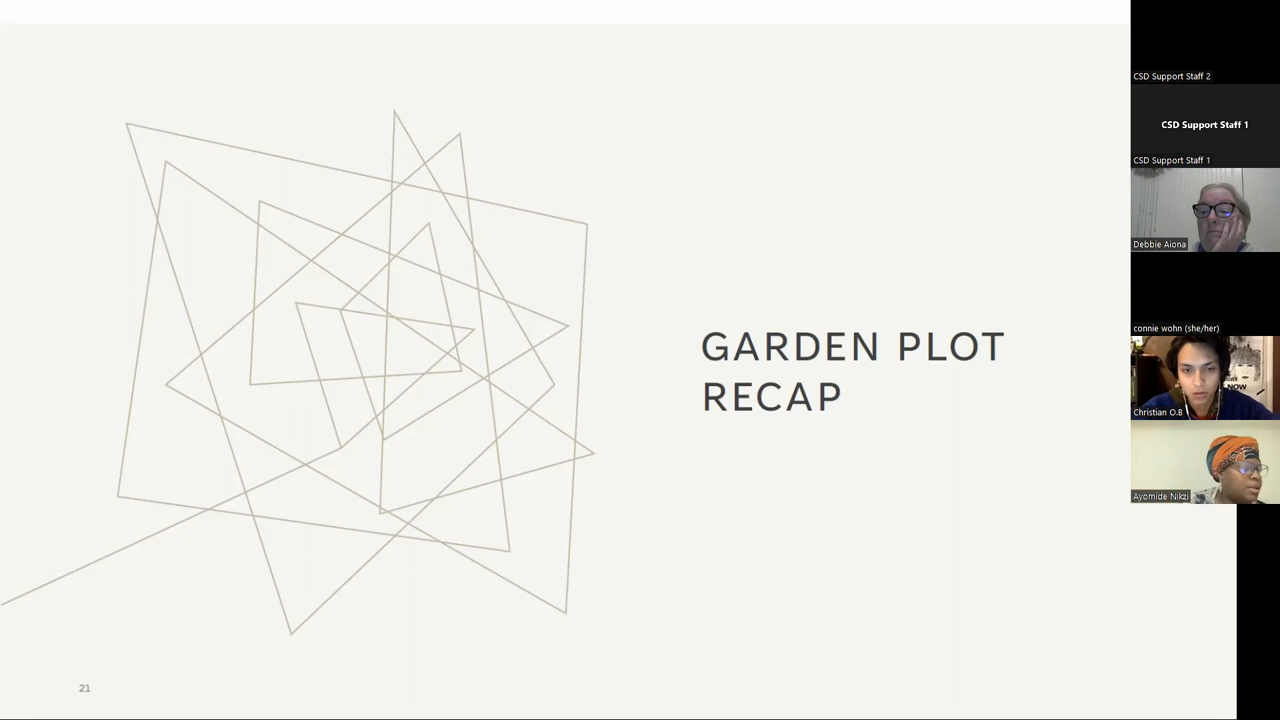 GARDEN PLOT
RECAP
21
CSD Support Staff 2
CSD Support Staff 1
CSD Support Staff 1
Debbie Aiona
connie wohn (she/her)
NOW
Christian O.B
Ayomide Nikzi